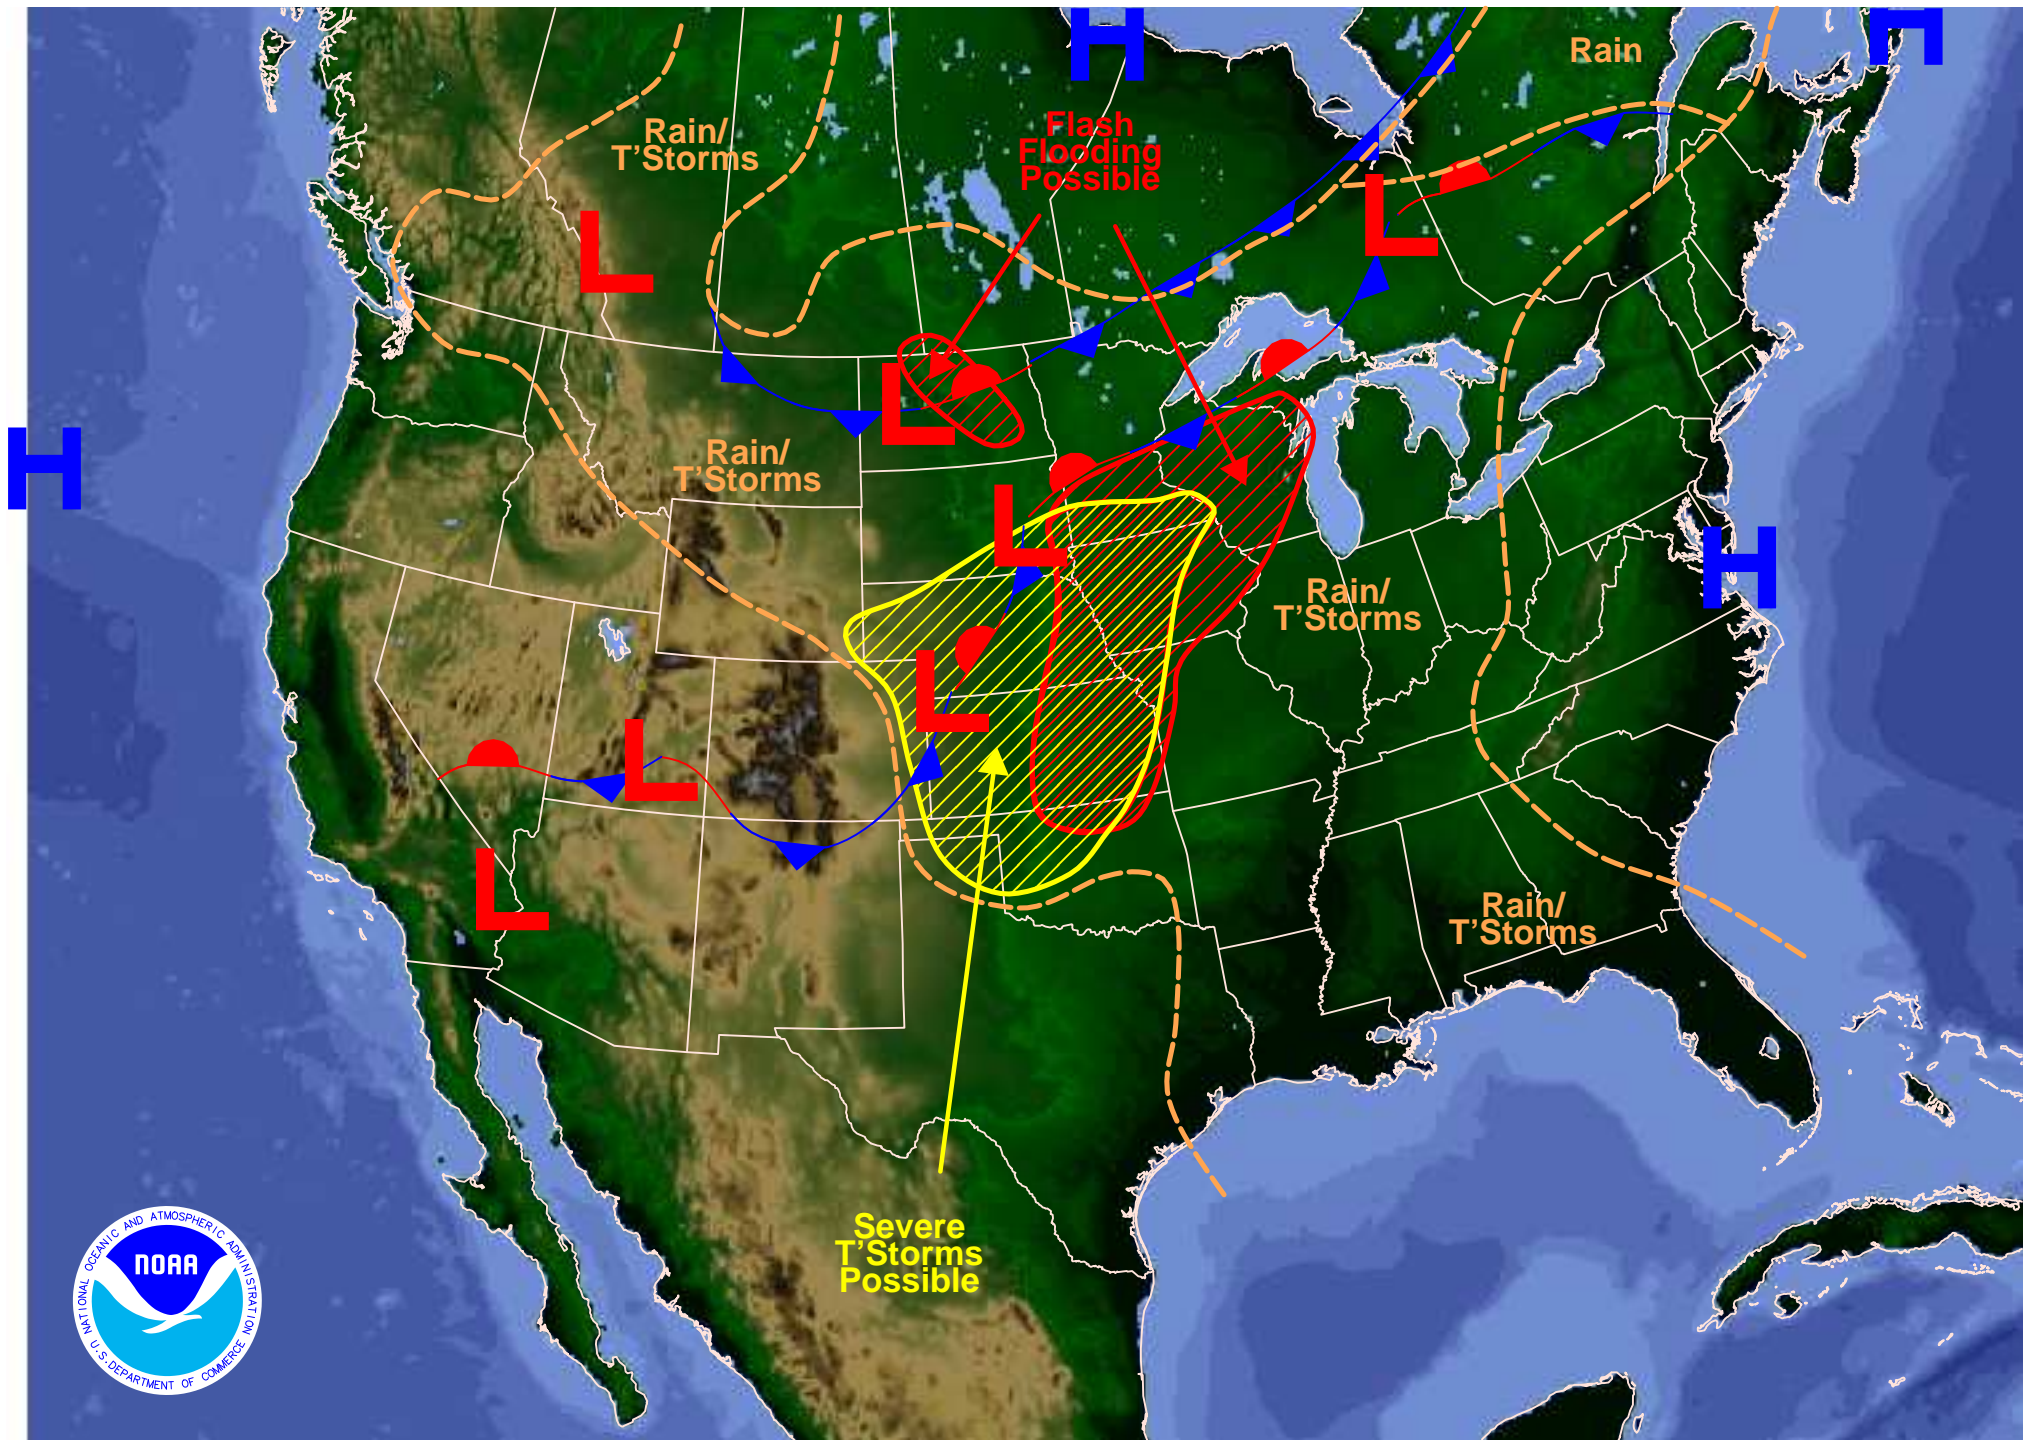 H
H
Rain
Rain/
T'Storms
Flash
Flooding
Possible
L
L
L
H
Rain/
T'Storms
L
H
Rain/
T'Storms
L
L
L
Rain/
T'Storms
Severe
T'Storms
Possible
NATIONAL OCEANIC AND ATMOSPHERIC ADMINISTRATION
NOAA
U.S. DEPARTMENT OF COMMERCE